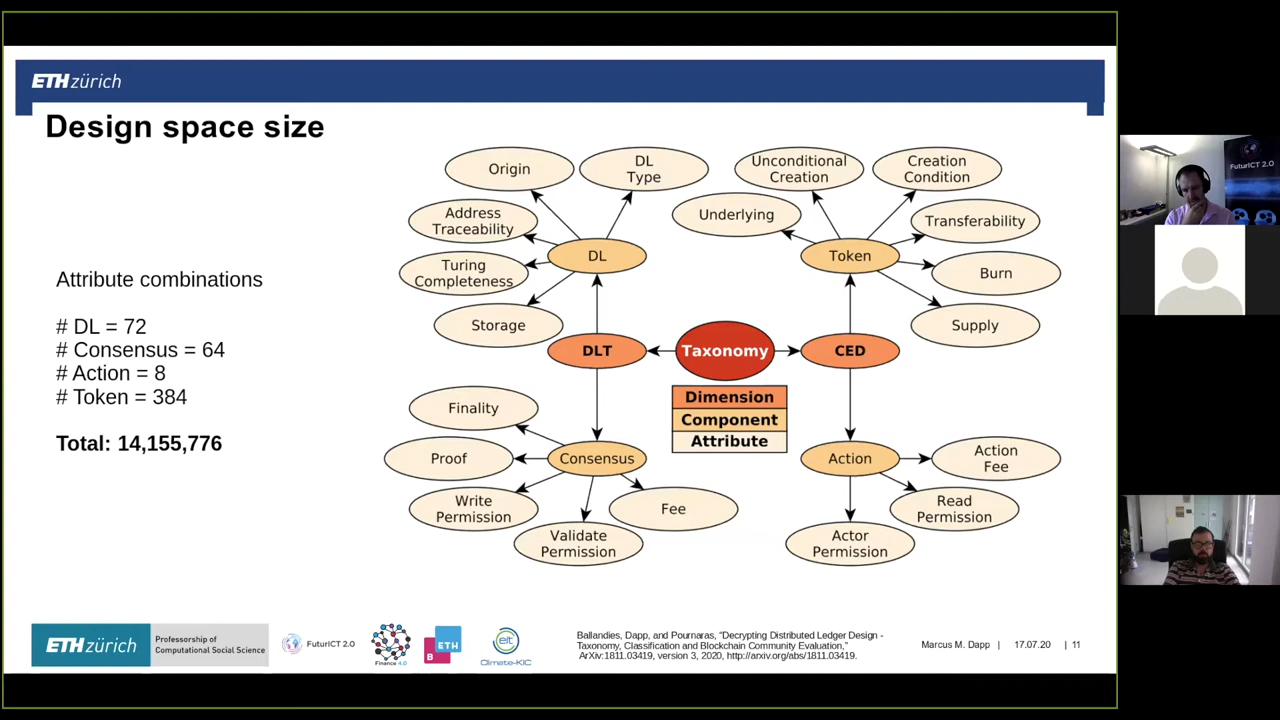 ETH zürich
Design space size
Attribute combinations
# DL = 72
# Consensus = 64
# Action = 8
# Token = 384
Total: 14,155,776
Origin
DL
Type
Address
Traceability
Turing
Completeness
Storage
DL
Unconditional
Creation
Creation
Condition
Underlying
Transferability
Burn
Supply
Token
DLT
Taxonomy
CED
Dimension
Component
Attribute
Finality
Proof
Write
Permission
Validate
Permission
Fee
Consensus
Action
Action
Fee
Read
Permission
Actor
Permission
ETH zürich
Professorship of
Computational Social Science
FuturICT 2.0
Finance 4.0
B
ETH
eit
Climate-KIC
Ballandies, Dapp, and Pournaras, "Decrypting Distributed Ledger Design -
Taxonomy, Classification and Blockchain Community Evaluation,"
ArXiv:1811.03419, version 3, 2020, http://arxiv.org/abs/1811.03419.
Marcus M. Dapp | 17.07.20 | 11
FuturICT 2.0